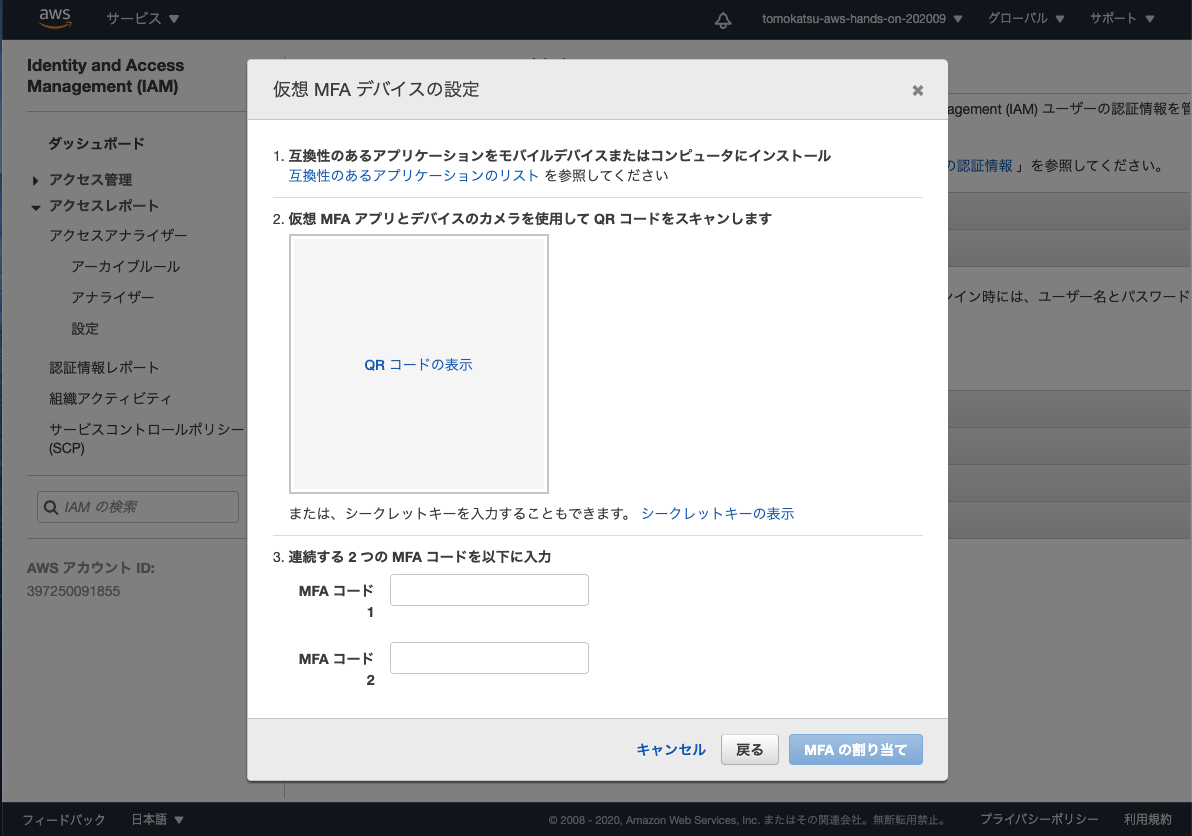 aws
サービス
tomokatsu-aws-hands-on-202009
グローバル
サポート
Identity and Access
Management (IAM)
ダッシュボード
アクセス管理
アクセスレポート
アクセスアナライザー
アーカイブルール
アナライザー
設定
認証情報レポート
組織アクティビティ
サービスコントロールポリシー
(SCP)
IAM の検索
AWS アカウント ID:
397250091855
仮想 MFA デバイスの設定
1. 互換性のあるアプリケーションをモバイルデバイスまたはコンピュータにインストール
互換性のあるアプリケーションのリスト を参照してください
2. 仮想 MFA アプリとデバイスのカメラを使用して QR コードをスキャンします
QR コードの表示
または、シークレットキーを入力することもできます。 シークレットキーの表示
3. 連続する 2 つの MFA コードを以下に入力
MFA コード
1
MFA コード
2
キャンセル
戻る
MFA の割り当て
agement (IAM) ユーザーの認証情報を管
の認証情報 」を参照してください。
イン時には、ユーザー名とパスワード
フィードバック
日本語
© 2008 - 2020, Amazon Web Services, Inc. またはその関連会社。無断転用禁止。
プライバシーポリシー
利用規約